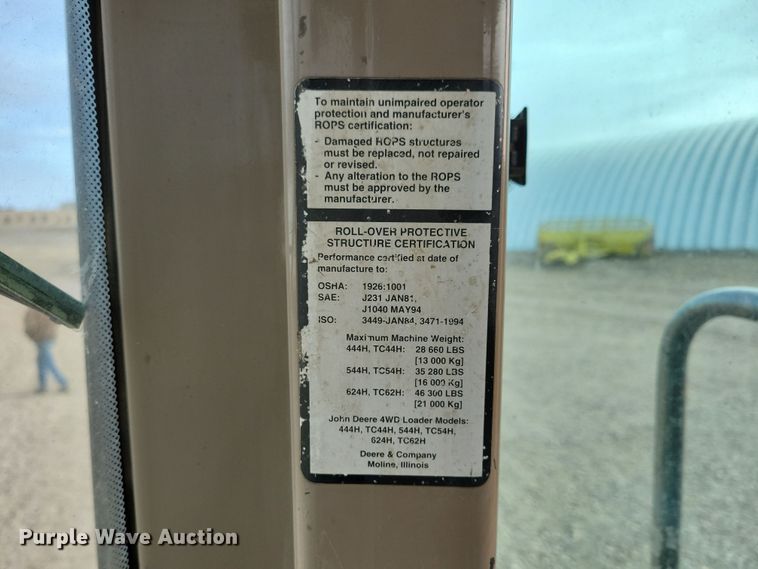 To maintain unimpaired operator
protection and manufacturer's
ROPS certification:
- Damaged ROPS structures
must be replaced, not repaired
or revised.
- Any alteration to the ROPS
must be approved by the
manufacturer.
ROLL-OVER PROTECTIVE
STRUCTURE CERTIFICATION
Performance certified at date of
manufacture to:
OSHA: 1926.1001
SAE: J231 JAN81,
J1040 MAY94
ISO: 3449-JAN84, 3471-1994
Maximum Machine Weight:
444H, TC44H: 28 660 LBS
[13 000 Kg]
544H, TC54H: 35 280 LBS
[16 000 Kg]
624H, TC62H: 46 300 LBS
[21 000 Kg]
John Deere 4WD Loader Models:
444H, TC44H, 544H, TC54H,
624H, TC62H
Deere & Company
Moline, Illinois
Purple Wave Auction